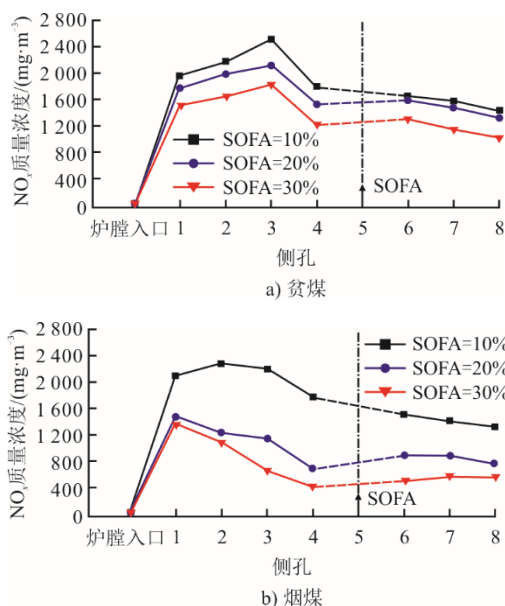 2 800
2 400
2 000
1 600
1 200
800
400
0
NOx质量浓度/(mg·m-3)
SOFA=10%
SOFA=20%
SOFA=30%
SOFA
炉膛入口 1 2 3 4 5 6 7 8
侧孔
a) 贫煤
2 800
2 400
2 000
1 600
1 200
800
400
0
NOx质量浓度/(mg·m-3)
SOFA=10%
SOFA=20%
SOFA=30%
SOFA
炉膛入口 1 2 3 4 5 6 7 8
侧孔
b) 烟煤